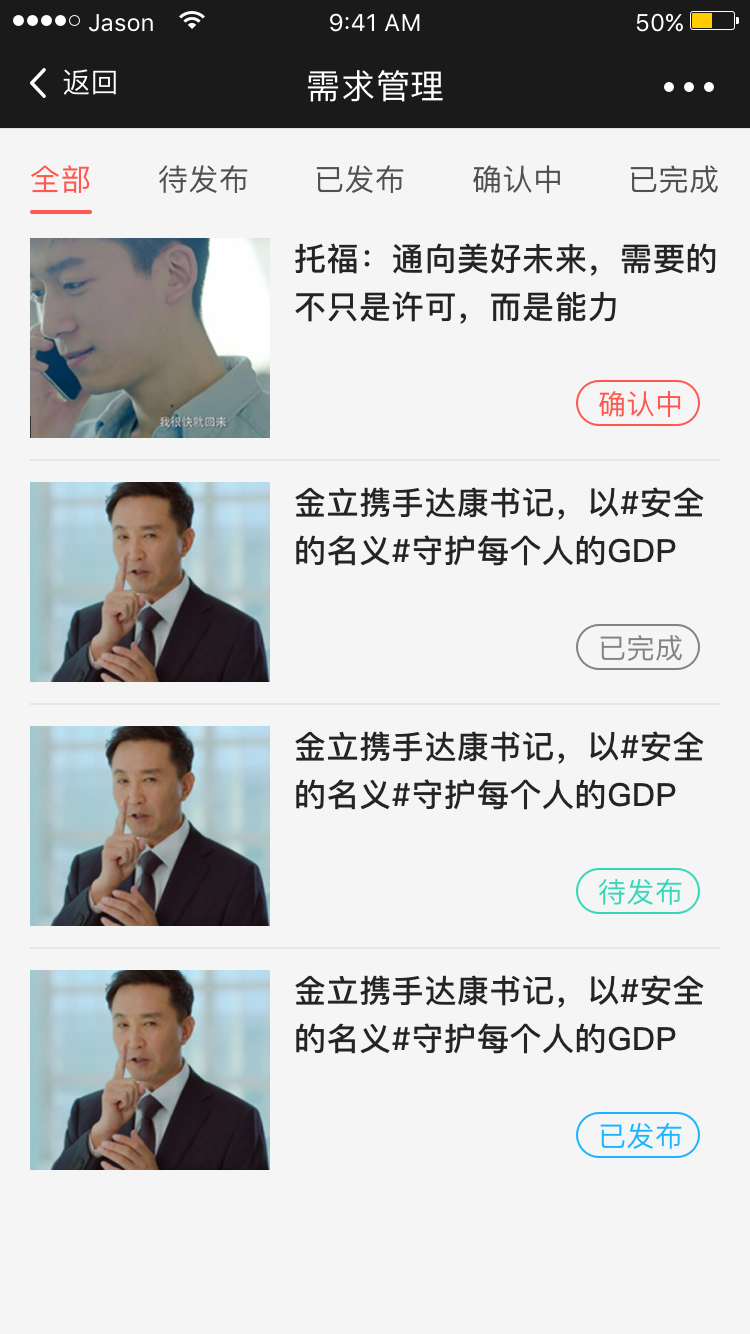 Jason 9:41 AM 50%
返回 需求管理
全部 待发布 已发布 确认中 已完成
托福：通向美好未来，需要的
不只是许可，而是能力
我很快就回来
确认中
金立携手达康书记，以#安全
的名义#守护每个人的GDP
已完成
金立携手达康书记，以#安全
的名义#守护每个人的GDP
待发布
金立携手达康书记，以#安全
的名义#守护每个人的GDP
已发布